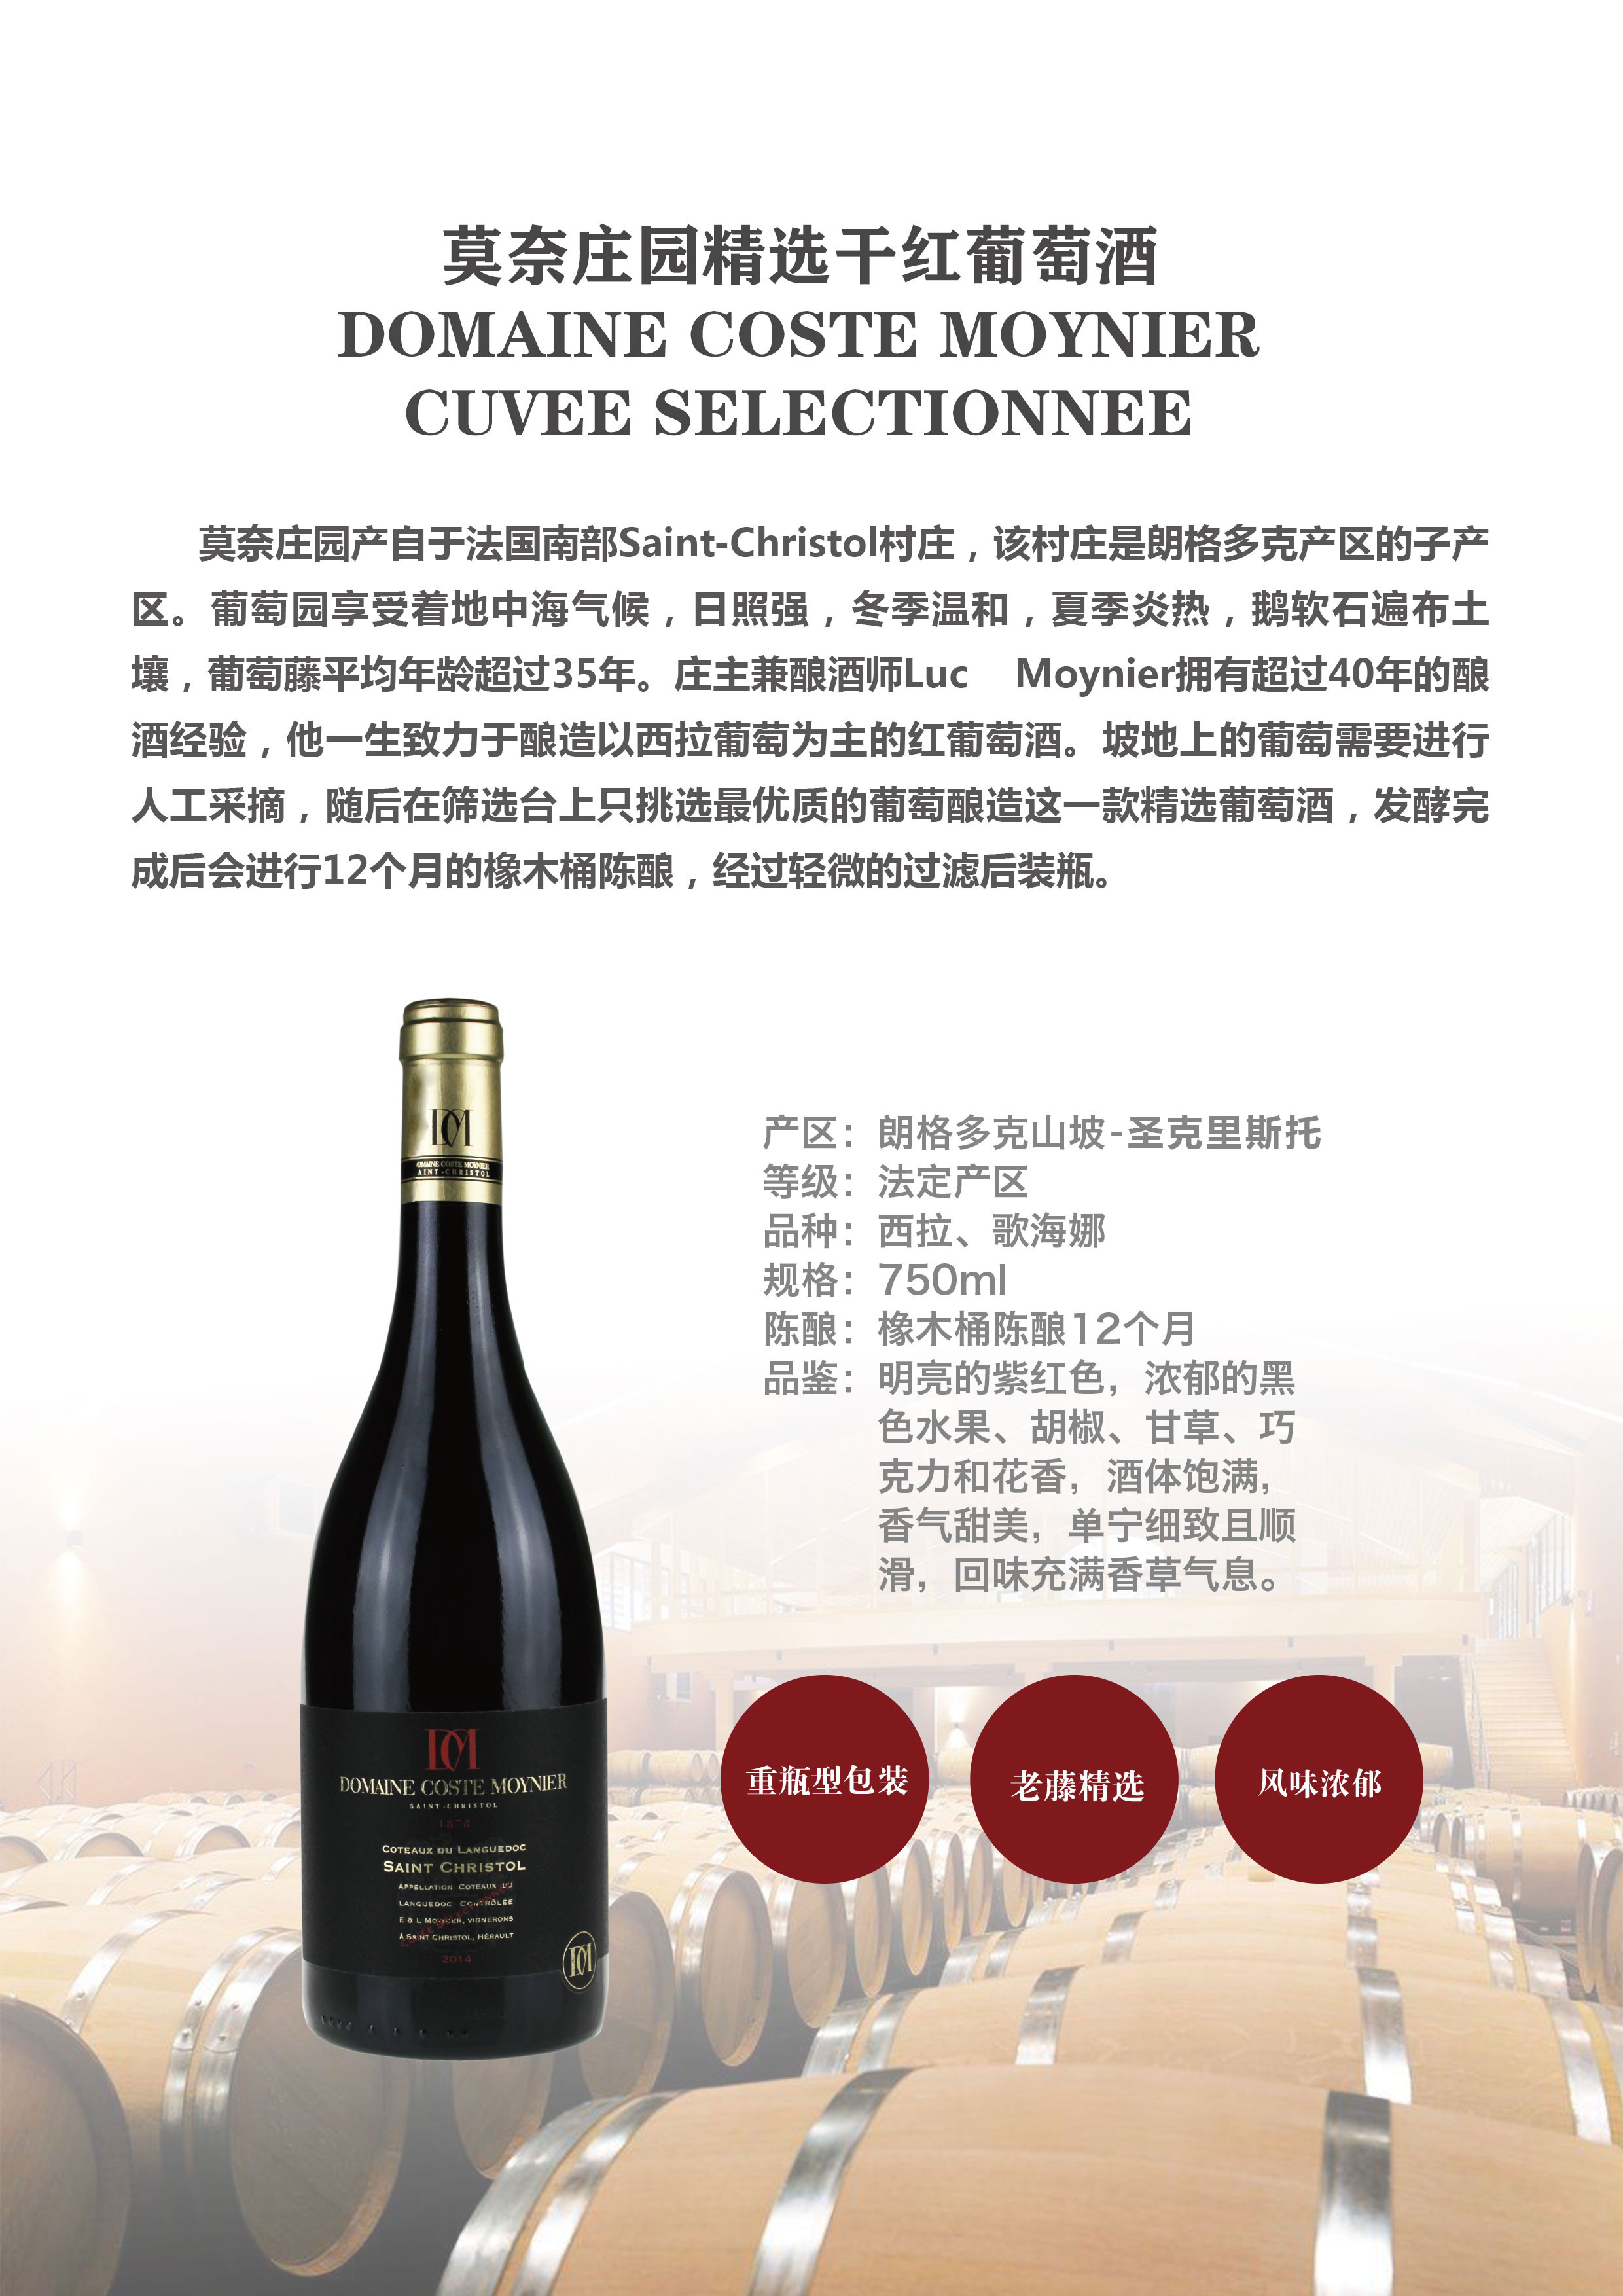 莫奈庄园精选干红葡萄酒
DOMAINE COSTE MOYNIER
CUVEE SELECTIONNEE
莫奈庄园产自于法国南部Saint-Christol村庄，该村庄是朗格多克产区的子产
区。葡萄园享受着地中海气候，日照强，冬季温和，夏季炎热，鹅软石遍布土
壤，葡萄藤平均年龄超过35年。庄主兼酿酒师Luc Moynier拥有超过40年的酿
酒经验，他一生致力于酿造以西拉葡萄为主的红葡萄酒。坡地上的葡萄需要进行
人工采摘，随后在筛选台上只挑选最优质的葡萄酿造这一款精选葡萄酒，发酵完
成后会进行12个月的橡木桶陈酿，经过轻微的过滤后装瓶。
DM
OMAINE COSTE MOYNIER
AINT-CHRISTOL
产区：朗格多克山坡-圣克里斯托
等级：法定产区
品种：西拉、歌海娜
规格：750ml
陈酿：橡木桶陈酿12个月
品鉴：明亮的紫红色，浓郁的黑
色水果、胡椒、甘草、巧
克力和花香，酒体饱满，
香气甜美，单宁细致且顺
滑，回味充满香草气息。
重瓶型包装
老藤精选
风味浓郁
DM
DOMAINE COSTE MOYNIER
SAINT-CHRISTOL
COTEAUX DU LANGUEDOC
SAINT CHRISTOL
APPELLATION COTEAUX DU
LANGUEDOC CONTRÔLÉE
E & L MOYNIER, VIGNERONS
À SAINT CHRISTOL, HÉRAULT
CUVÉE SÉLECTIONNÉE
2014
DM